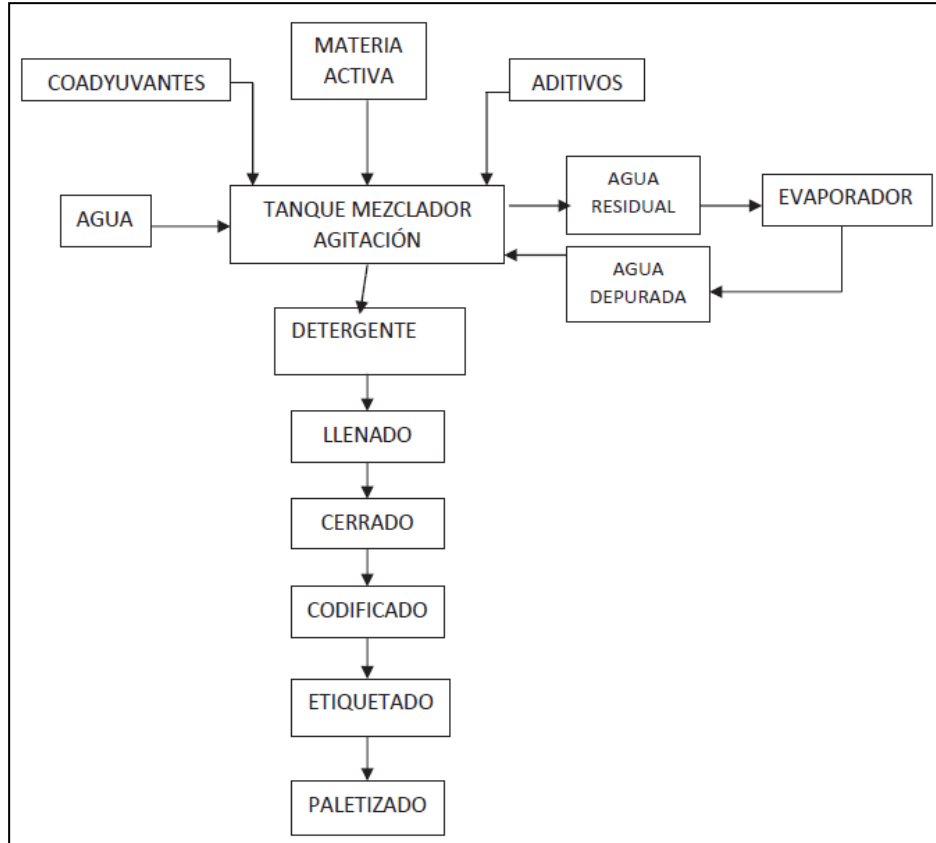 MATERIA
ACTIVA
COADYUVANTES
ADITIVOS
AGUA
TANQUE MEZCLADOR
AGITACIÓN
AGUA
RESIDUAL
EVAPORADOR
AGUA
DEPURADA
DETERGENTE
LLENADO
CERRADO
CODIFICADO
ETIQUETADO
PALETIZADO